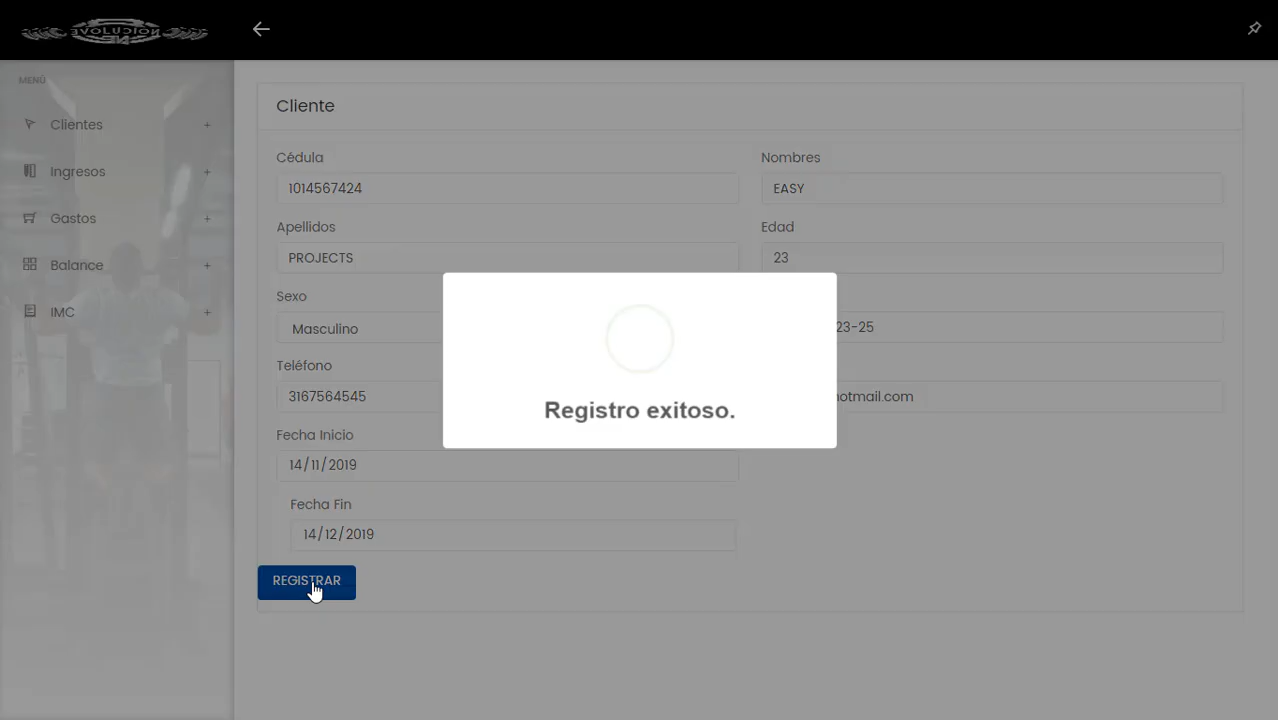 MENÚ
Clientes +
Ingresos +
Gastos +
Balance +
IMC +
Cliente
Cédula
1014567424
Nombres
EASY
Apellidos
PROJECTS
Edad
23
Sexo
Masculino
23-25
Teléfono
3167564545
hotmail.com
Registro exitoso.
Fecha Inicio
14/11/2019
Fecha Fin
14/12/2019
REGISTRAR